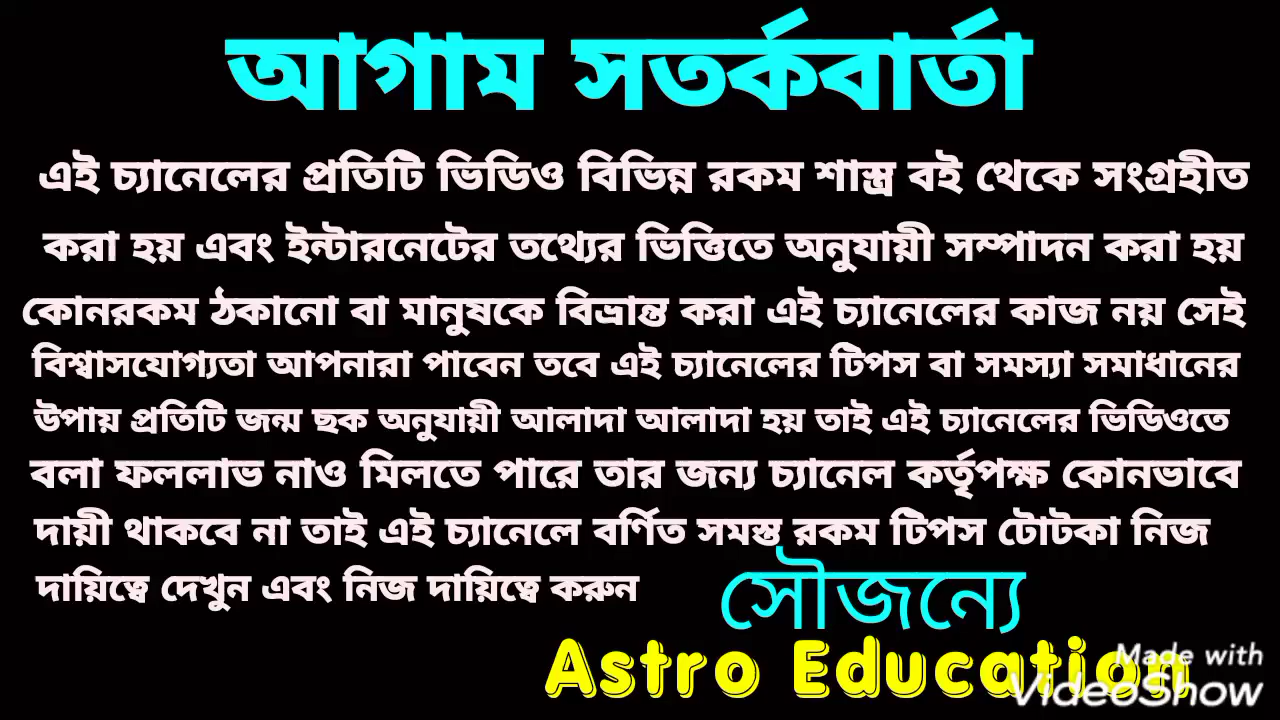 আগাম সতর্কবার্তা
এই চ্যানেলের প্রতিটি ভিডিও বিভিন্ন রকম শাস্ত্র বই থেকে সংগ্রহীত
করা হয় এবং ইন্টারনেটের তথ্যের ভিত্তিতে অনুযায়ী সম্পাদন করা হয়
কোনরকম ঠকানো বা মানুষকে বিভ্রান্ত করা এই চ্যানেলের কাজ নয় সেই
বিশ্বাসযোগ্যতা আপনারা পাবেন তবে এই চ্যানেলের টিপস বা সমস্যা সমাধানের
উপায় প্রতিটি জন্ম ছক অনুযায়ী আলাদা আলাদা হয় তাই এই চ্যানেলের ভিডিওতে
বলা ফললাভ নাও মিলতে পারে তার জন্য চ্যানেল কর্তৃপক্ষ কোনভাবে
দায়ী থাকবে না তাই এই চ্যানেলে বর্ণিত সমস্ত রকম টিপস টোটকা নিজ
দায়িত্বে দেখুন এবং নিজ দায়িত্বে করুন
সৌজন্যে
Astro Education
Made with
VideoShow